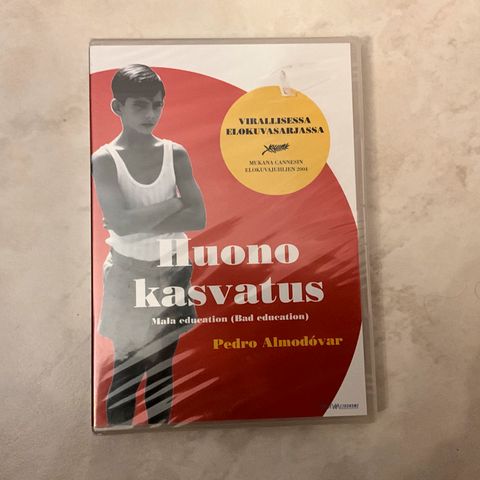 VIRALLISESSA
ELOKUVASARJASSA
MUKANA CANNESIN
ELOKUVAJUHLIEN 2004
Huono
kasvatus
Mala education (Bad education)
Pedro Almodóvar